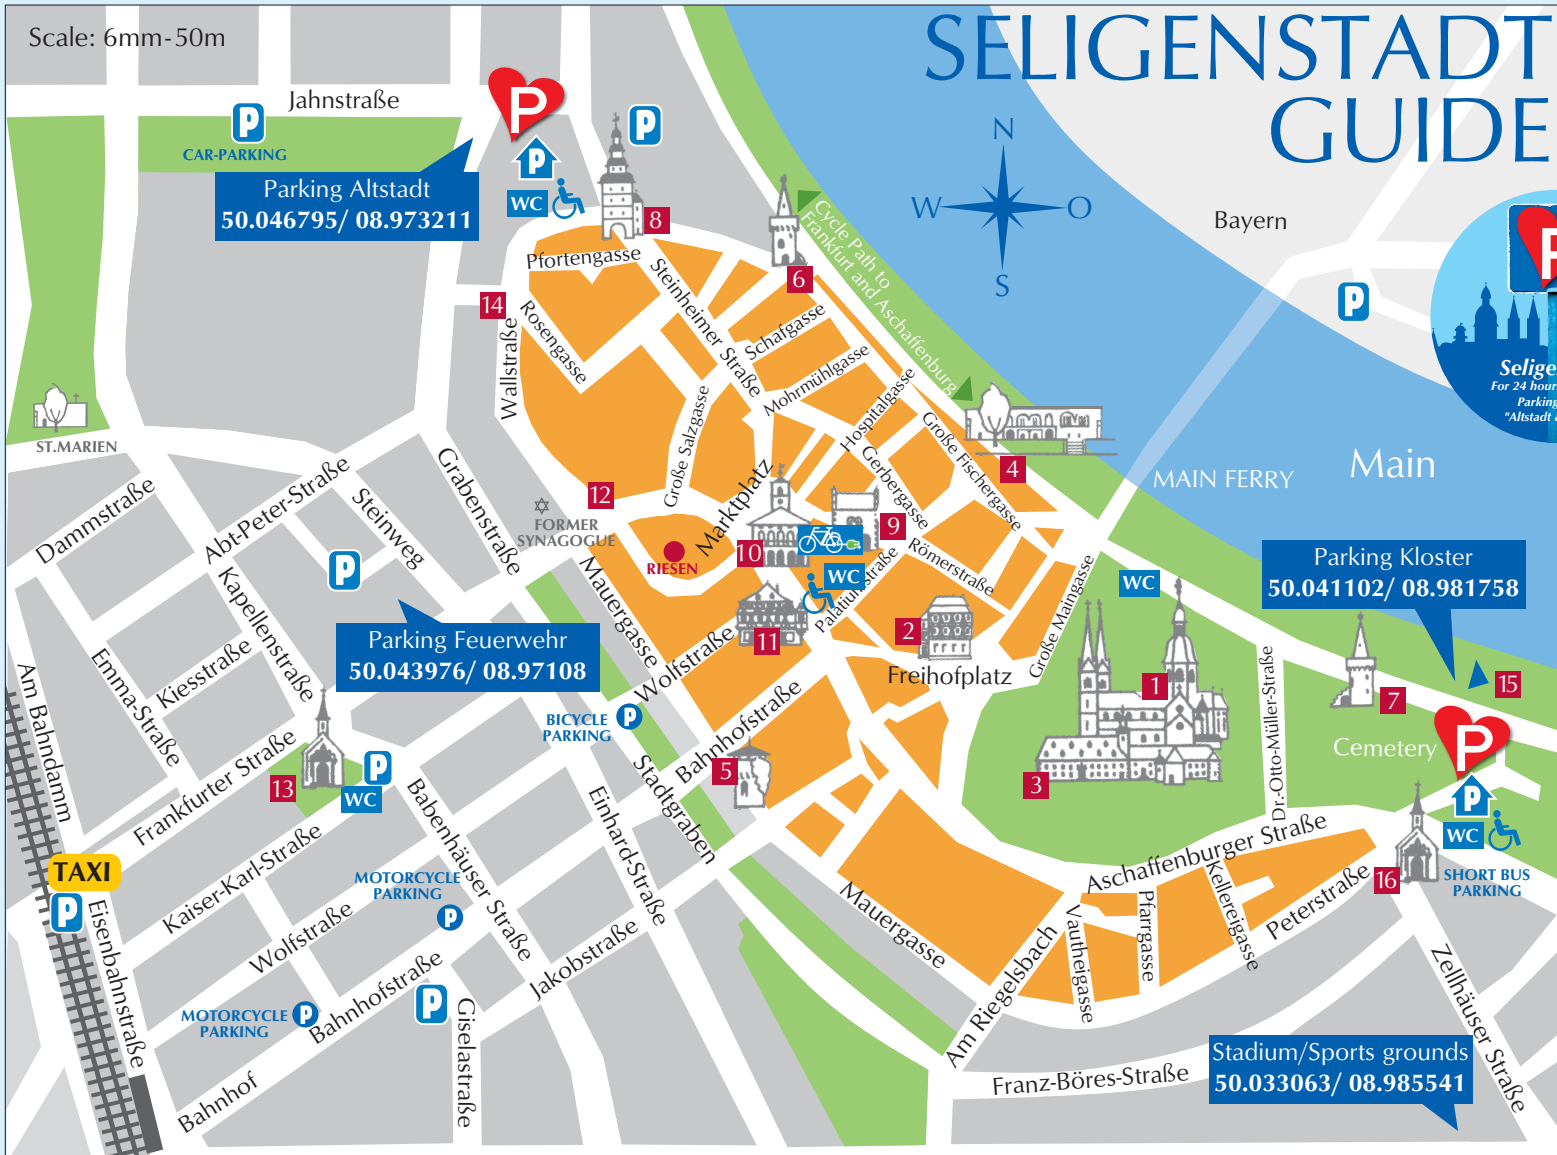 Scale: 6mm-50m
SELIGENSTADT
GUIDE
Jahnstraße
P
P
P
P
CAR-PARKING
Parking Altstadt
50.046795/ 08.973211
WC
8
N
W
O
S
Bayern
P
P
Cycle Path to
Frankfurt and Aschaffenburg
6
Pfortengasse
14
Rosengasse
Wallstraße
Steinheimer Straße
Schafgasse
Mohrmühlgasse
Hospitalgasse
Große Salzgasse
Große Fischergasse
Gerbergasse
4
MAIN FERRY
Main
For 24 hour
Parking
ST.MARIEN
Dammstraße
Abt-Peter-Straße
Steinweg
Grabenstraße
12
FORMER
SYNAGOGUE
RIESEN
Marktplatz
10
9
Römerstraße
WC
Palatiumstraße
2
Freihofplatz
Große Maingasse
WC
Parking Kloster
50.041102/ 08.981758
P
Kapellenstraße
Parking Feuerwehr
50.043976/ 08.97108
Mauergasse
11
Wolfstraße
1
Dr.-Otto-Müller-Straße
7
15
Am Bahndamm
Emma-Straße
Kiesstraße
BICYCLE
PARKING
P
Bahnhofstraße
Stadtgraben
5
3
Cemetery
P
P
WC
SHORT BUS
PARKING
16
Frankfurter Straße
13
P
WC
Babenhäuser Straße
Einhard-Straße
Kaiser-Karl-Straße
TAXI
P
Eisenbahnstraße
MOTORCYCLE
PARKING
P
Wolfstraße
Bahnhofstraße
Jakobstraße
MOTORCYCLE
PARKING
P
P
Giselastraße
Bahnhof
Mauergasse
Am Riegelsbach
Aschaffenburger Straße
Vautheigasse
Pfarrgasse
Kellereigasse
Peterstraße
Zellhäuser Straße
Franz-Böres-Straße
Stadium/Sports grounds
50.033063/ 08.985541